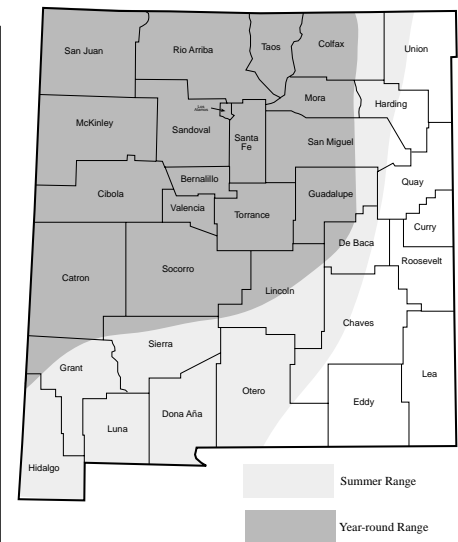 San Juan
Rio Arriba
Taos
Colfax
Union
Los
Alamos
Mora
Harding
McKinley
Sandoval
Santa
Fe
San Miguel
Bernalillo
Quay
Cibola
Valencia
Guadalupe
Torrance
Curry
De Baca
Roosevelt
Catron
Socorro
Lincoln
Chaves
Sierra
Grant
Lea
Otero
Eddy
Luna
Dona Aña
Hidalgo
Summer Range
Year-round Range